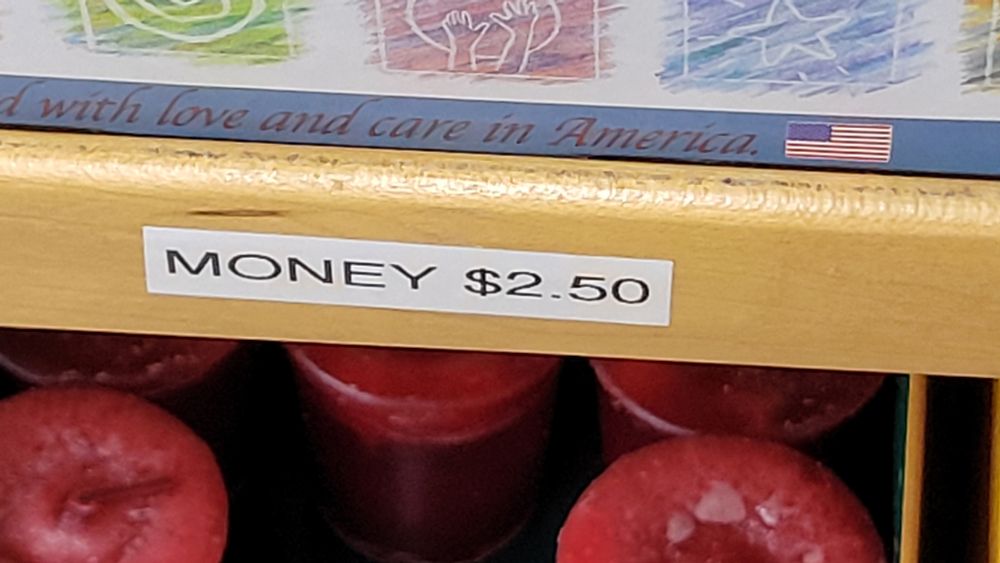 with love and care in America.
MONEY $2.50